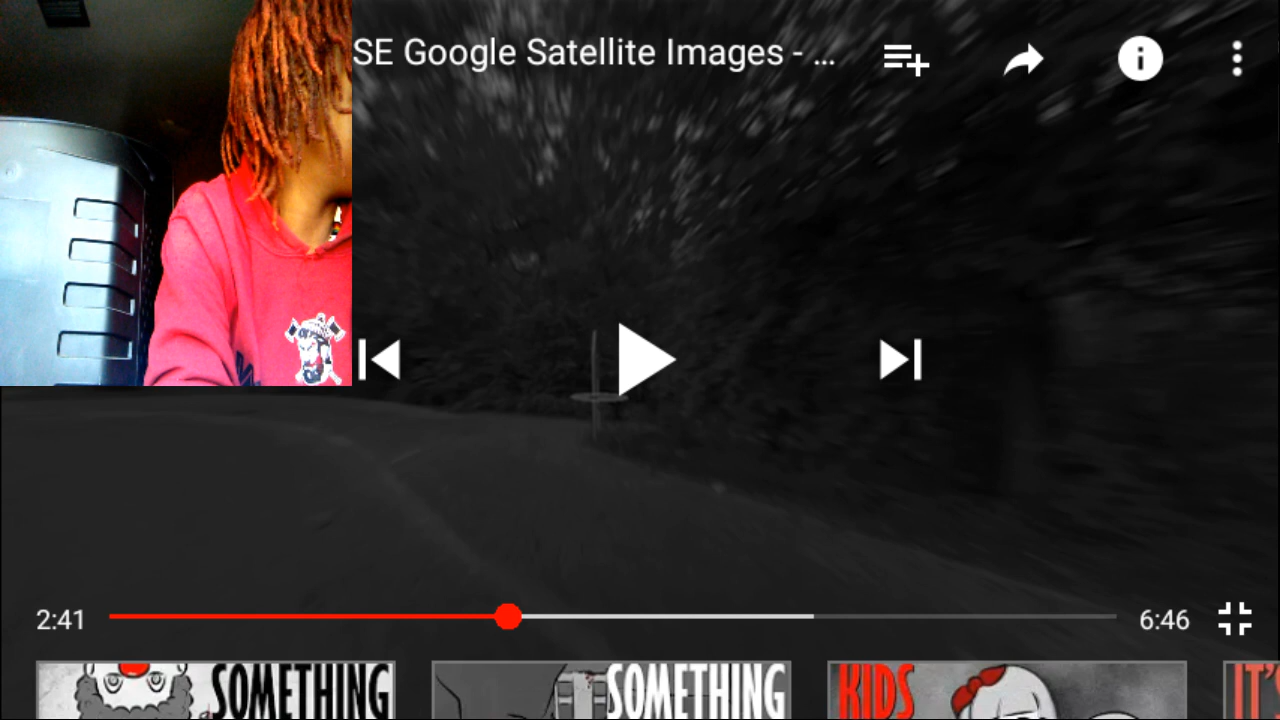 SE Google Satellite Images - ...
2:41
6:46
SOMETHING
SOMETHING
KIDS
IT'